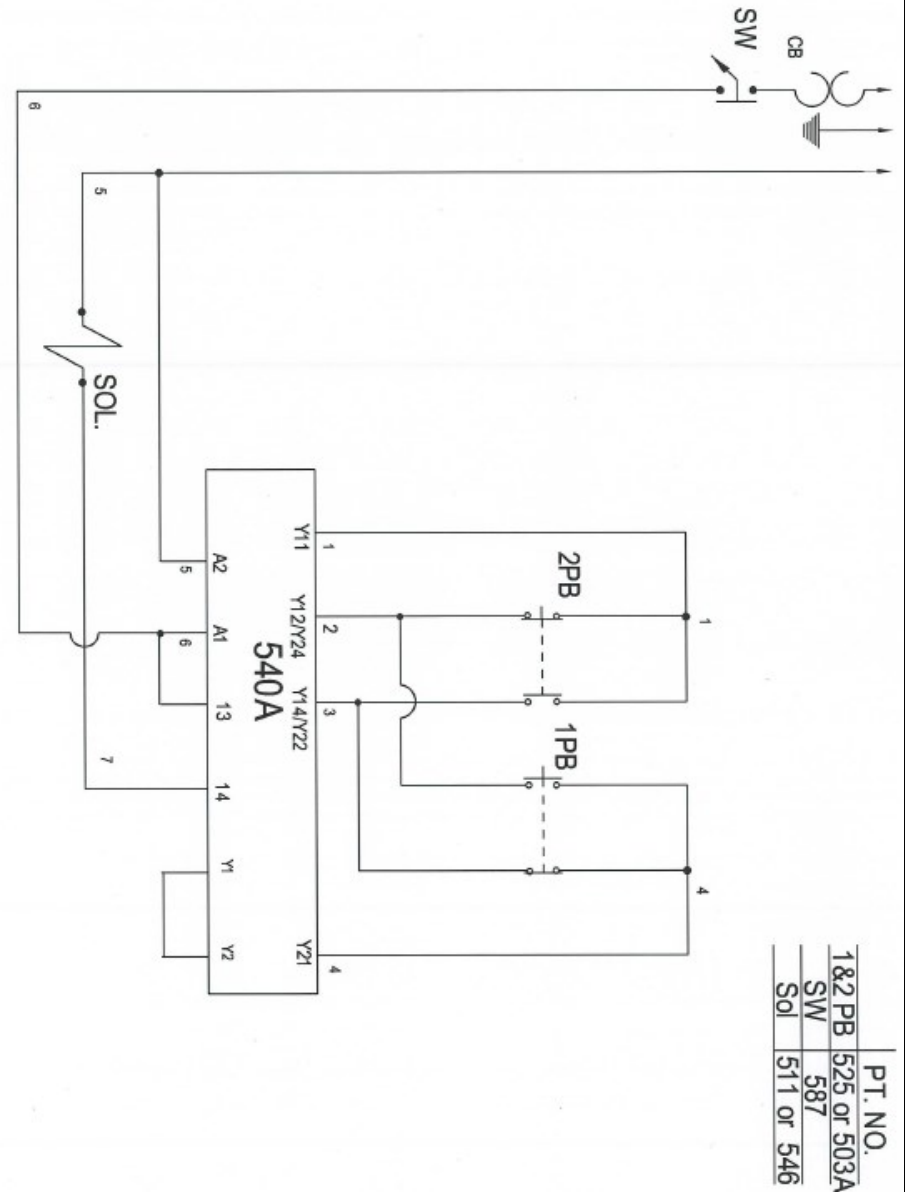 PT. NO.
1&2 PB 525 or 503A
SW 587
Sol 511 or 546
CB
SW
6
5
SOL.
1
4
2PB
1PB
Y11
1
Y12/Y24
2
Y14/Y22
3
Y21
4
540A
A2
5
A1
6
13
14
7
Y1
Y2